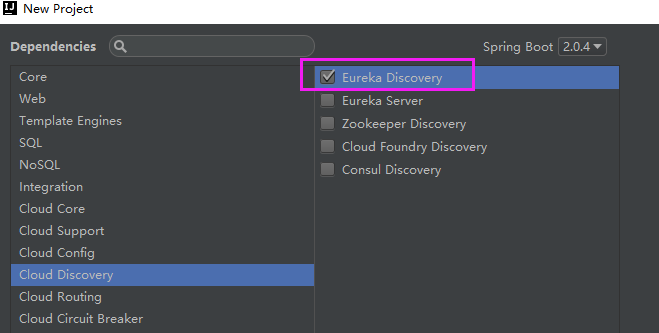 New Project
Dependencies
Spring Boot 2.0.4
Core
Web
Template Engines
SQL
NoSQL
Integration
Cloud Core
Cloud Support
Cloud Config
Cloud Discovery
Cloud Routing
Cloud Circuit Breaker
Eureka Discovery
Eureka Server
Zookeeper Discovery
Cloud Foundry Discovery
Consul Discovery